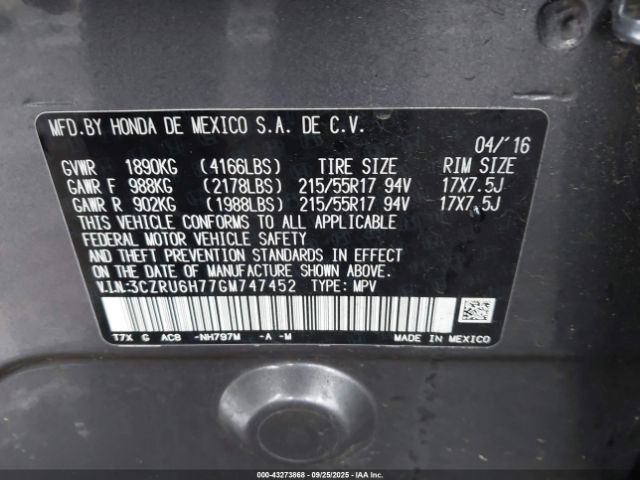 MFD.BY HONDA DE MEXICO S.A. DE C.V.
04/'16
GVWR 1890KG (4166LBS) TIRE SIZE RIM SIZE
GAWR F 988KG (2178LBS) 215/55R17 94V 17X7.5J
GAWR R 902KG (1988LBS) 215/55R17 94V 17X7.5J
THIS VEHICLE CONFORMS TO ALL APPLICABLE
FEDERAL MOTOR VEHICLE SAFETY
AND THEFT PREVENTION STANDARDS IN EFFECT
ON THE DATE OF MANUFACTURE SHOWN ABOVE.
V.I.N.:3CZRU6H77GM747452 TYPE: MPV
T7X G AC8 -NH797M -A -M MADE IN MEXICO
000-43273868 - 09/25/2025 - IAA Inc.